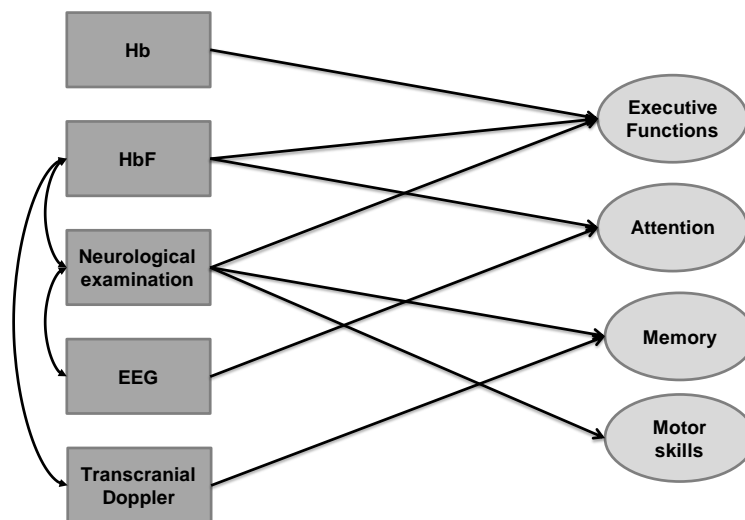 Hb
HbF
Neurological
examination
EEG
Transcranial
Doppler
Executive
Functions
Attention
Memory
Motor
skills